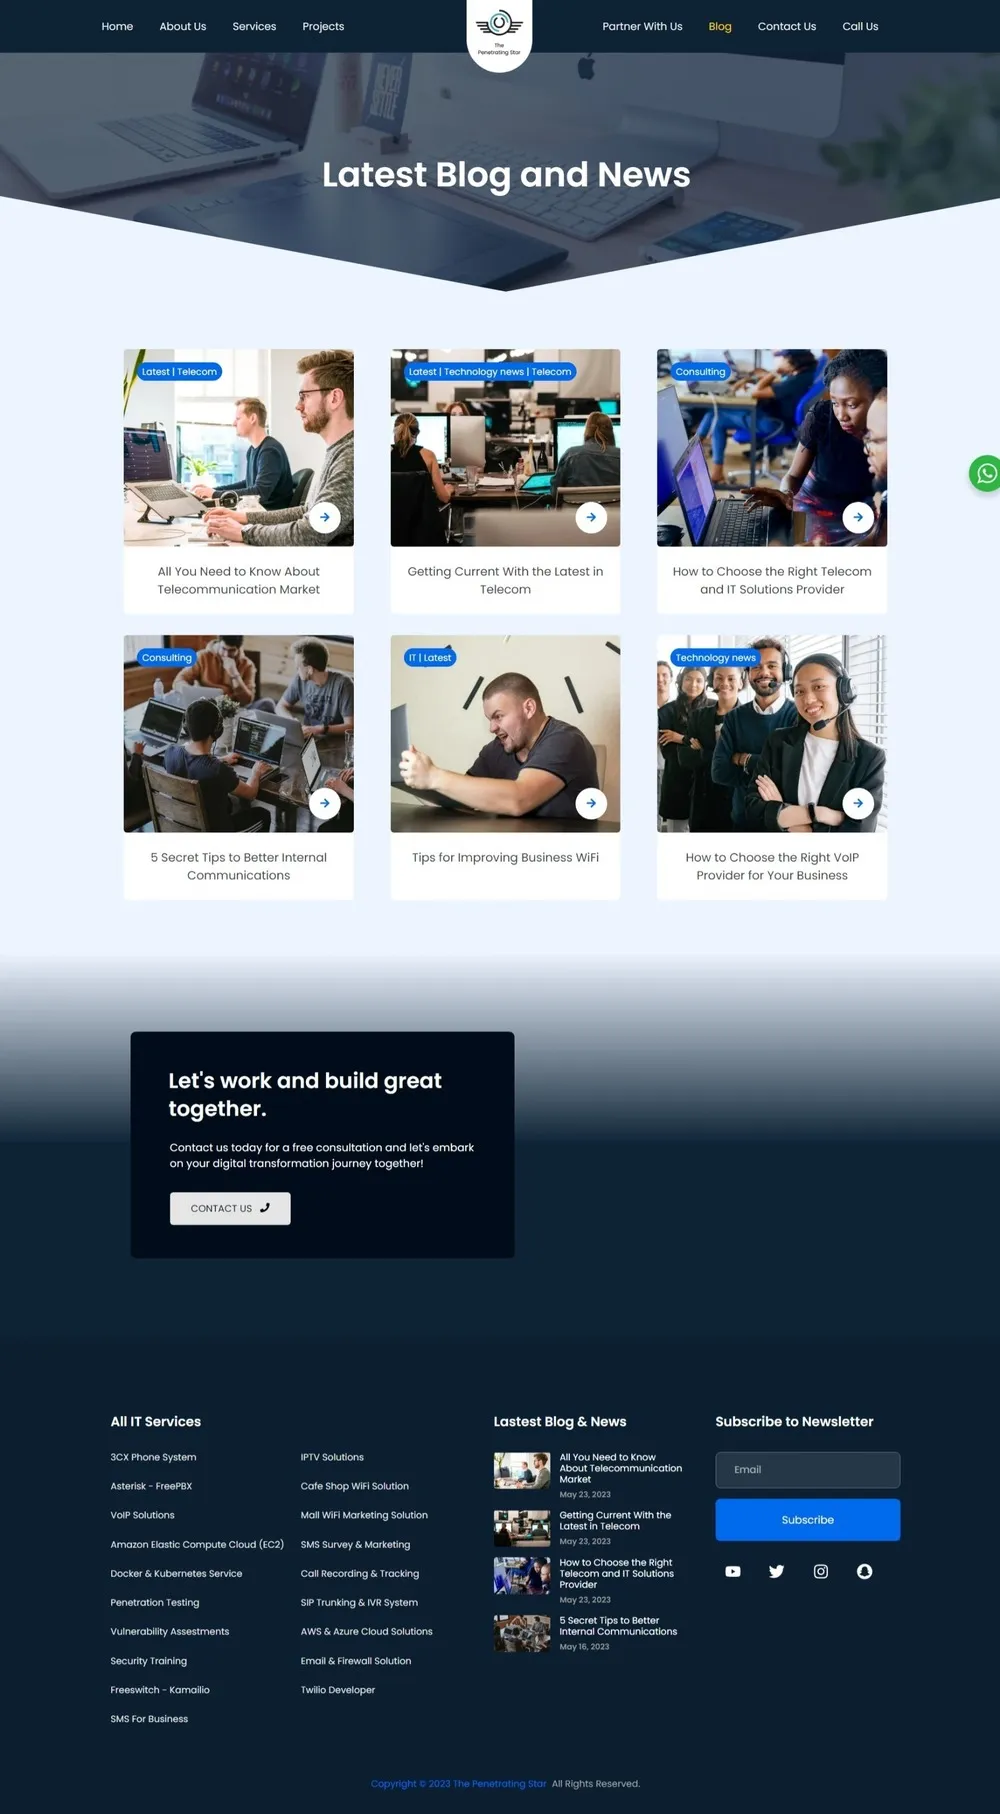 Home
About Us
Services
Projects
The
Penetrating Star
Partner With Us
Blog
Contact Us
Call Us
Latest Blog and News
Latest | Telecom
All You Need to Know About
Telecommunication Market
Latest | Technology news | Telecom
Getting Current With the Latest in
Telecom
Consulting
How to Choose the Right Telecom
and IT Solutions Provider
Consulting
5 Secret Tips to Better Internal
Communications
IT | Latest
Tips for Improving Business WiFi
Technology news
How to Choose the Right VoIP
Provider for Your Business
Let's work and build great
together.
Contact us today for a free consultation and let's embark
on your digital transformation journey together!
CONTACT US
All IT Services
3CX Phone System
Asterisk - FreePBX
VoIP Solutions
Amazon Elastic Compute Cloud (EC2)
Docker & Kubernetes Service
Penetration Testing
Vulnerability Assestments
Security Training
Freeswitch - Kamailio
SMS For Business
IPTV Solutions
Cafe Shop WiFi Solution
Mall WiFi Marketing Solution
SMS Survey & Marketing
Call Recording & Tracking
SIP Trunking & IVR System
AWS & Azure Cloud Solutions
Email & Firewall Solution
Twilio Developer
Lastest Blog & News
All You Need to Know
About Telecommunication
Market
May 23, 2023
Getting Current With the
Latest in Telecom
May 23, 2023
How to Choose the Right
Telecom and IT Solutions
Provider
May 23, 2023
5 Secret Tips to Better
Internal Communications
May 16, 2023
Subscribe to Newsletter
Email
Subscribe
Copyright © 2023 The Penetrating Star All Rights Reserved.